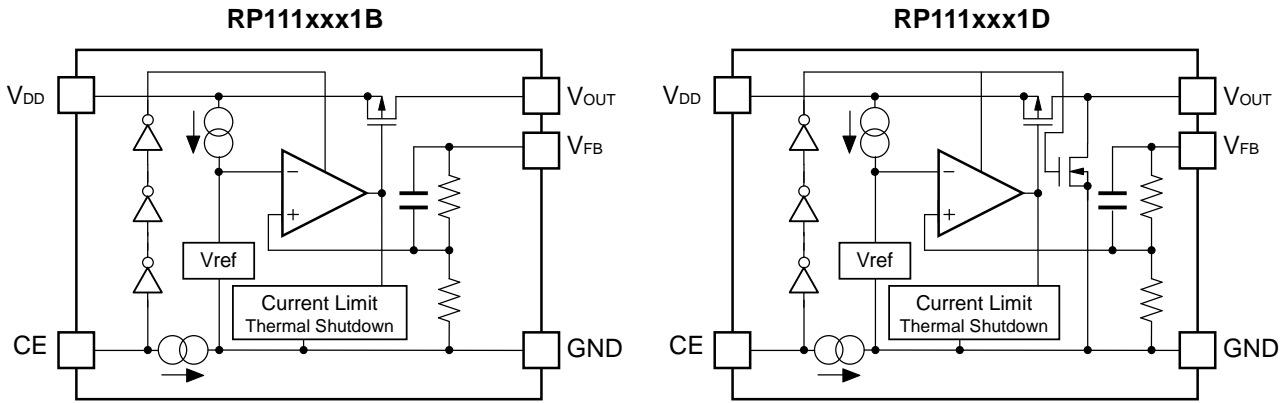 RP111xxx1B
VDD
VOUT
VFB
−
+
Vref
Current Limit
Thermal Shutdown
CE
GND
RP111xxx1D
VDD
VOUT
VFB
−
+
Vref
Current Limit
Thermal Shutdown
CE
GND